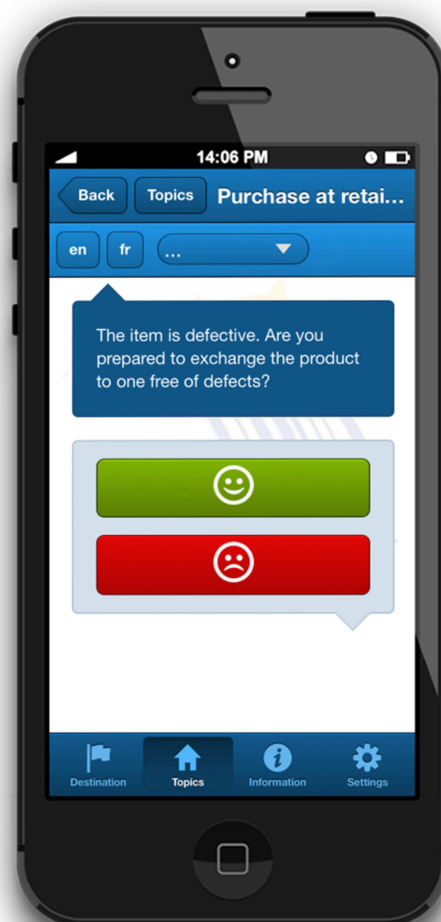 14:06 PM
Back Topics Purchase at retai...
en fr ...
The item is defective. Are you
prepared to exchange the product
to one free of defects?
Destination Topics Information Settings